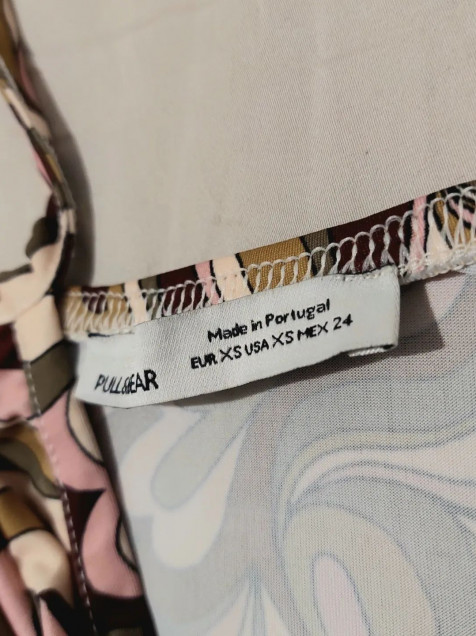 Made in Portugal
EUR XS USA XS MEX 24
PULL&BEAR